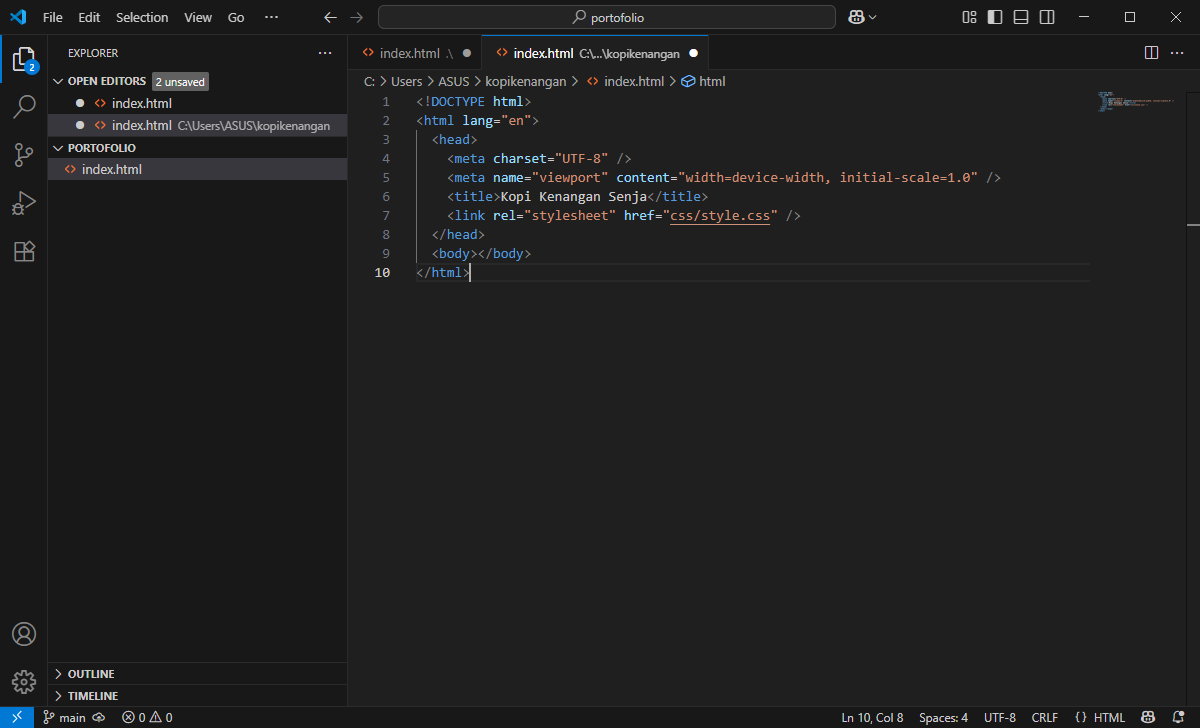 File Edit Selection View Go ···
portofolio
EXPLORER ···
OPEN EDITORS 2 unsaved
index.html
index.html C:\Users\ASUS\kopikenangan
PORTOFOLIO
index.html
OUTLINE
TIMELINE
2
index.html .\
index.html C:\...\kopikenangan
C: > Users > ASUS > kopikenangan > index.html > html
1 <!DOCTYPE html>
2 <html lang="en">
3 <head>
4 <meta charset="UTF-8" />
5 <meta name="viewport" content="width=device-width, initial-scale=1.0" />
6 <title>Kopi Kenangan Senja</title>
7 <link rel="stylesheet" href="css/style.css" />
8 </head>
9 <body></body>
10 </html>
main 0 0 Ln 10, Col 8 Spaces: 4 UTF-8 CRLF {} HTML